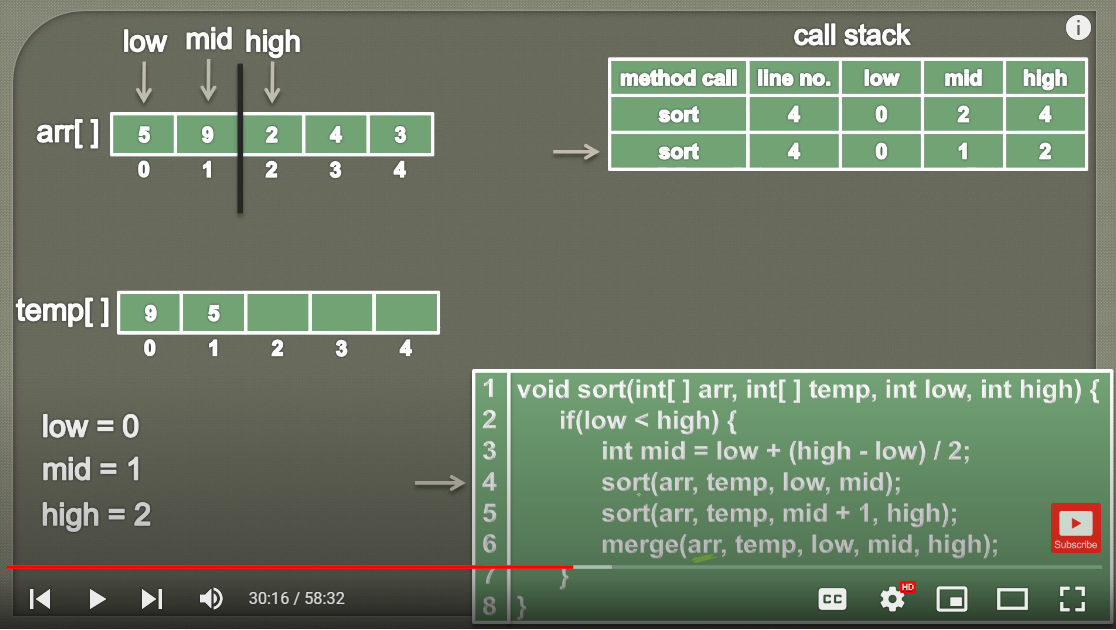 low mid high
arr[ ] 5 9 2 4 3
0 1 2 3 4
call stack
i
method call line no. low mid high
sort 4 0 2 4
sort 4 0 1 2
temp[ ] 9 5
0 1 2 3 4
low = 0
mid = 1
high = 2
1 void sort(int[ ] arr, int[ ] temp, int low, int high) {
2 if(low < high) {
3 int mid = low + (high - low) / 2;
4 sort(arr, temp, low, mid);
5 sort(arr, temp, mid + 1, high);
6 merge(arr, temp, low, mid, high);
7 }
8 }
Subscribe
30:16 / 58:32
CC
HD